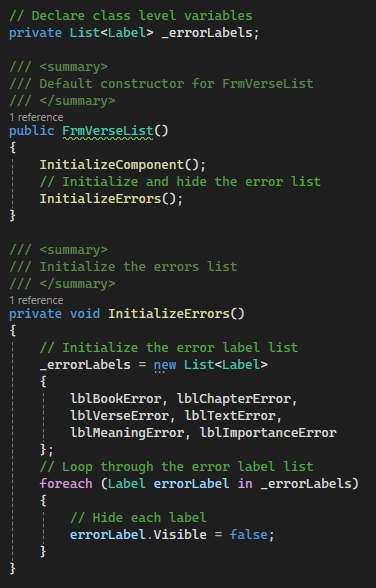 // Declare class level variables
private List<Label> _errorLabels;
/// <summary>
/// Default constructor for FrmVerseList
/// </summary>
1 reference
public FrmVerseList()
{
InitializeComponent();
// Initialize and hide the error list
InitializeErrors();
}
/// <summary>
/// Initialize the errors list
/// </summary>
1 reference
private void InitializeErrors()
{
// Initialize the error label list
_errorLabels = new List<Label>
{
lblBookError, lblChapterError,
lblVerseError, lblTextError,
lblMeaningError, lblImportanceError
};
// Loop through the error label list
foreach (Label errorLabel in _errorLabels)
{
// Hide each label
errorLabel.Visible = false;
}
}